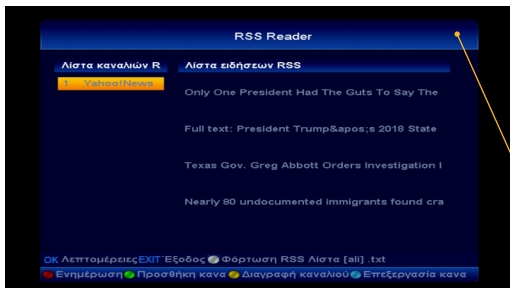 RSS Reader
Λίστα καναλιών R Λίστα ειδήσεων RSS
1 Yahoo!News
Only One President Had The Guts To Say The
Full text: President Trump&apos;s 2018 State
Texas Gov. Greg Abbott Orders Investigation I
Nearly 80 undocumented immigrants found cra
OK Λεπτομέρειες EXIT Έξοδος Φόρτωση RSS Λίστα [ali] .txt
Ενημέρωση Προσθήκη κανα Διαγραφή καναλιού Επεξεργασία κανα